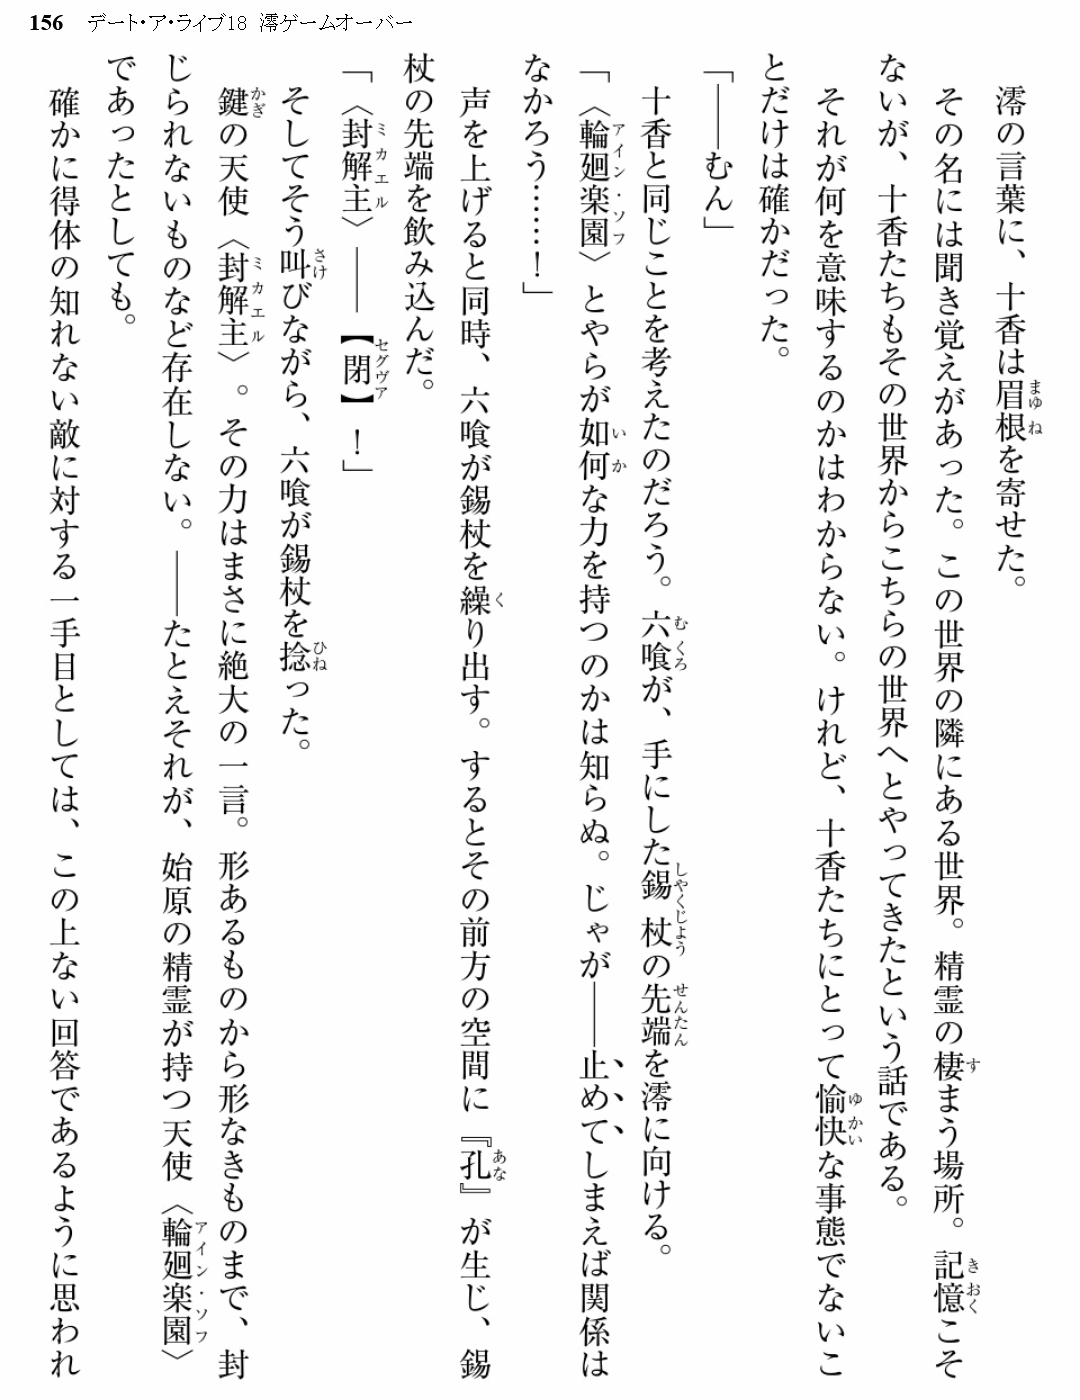 156 デート・ア・ライブ18 澪ゲームオーバー
澪の言葉に、十香は眉根を寄せた。
その名には聞き覚えがあった。この世界の隣にある世界。精霊の棲まう場所。記憶こそ
ないが、十香たちもその世界からこちらの世界へとやってきたという話である。
それが何を意味するのかはわからない。けれど、十香たちにとって愉快な事態でないこ
とだけは確かだった。
「――むん」
十香と同じことを考えたのだろう。六喰が、手にした錫杖の先端を澪に向ける。
「〈輪廻楽園〉とやらが如何な力を持つのかは知らぬ。じゃが――止めてしまえば関係は
なかろう……！」
声を上げると同時、六喰が錫杖を繰り出す。するとその前方の空間に『孔』が生じ、錫
杖の先端を飲み込んだ。
「〈封解主〉――【閉】！」
そしてそう叫びながら、六喰が錫杖を捻った。
鍵の天使〈封解主〉。その力はまさに絶大の一言。形あるものから形なきものまで、封
じられないものなど存在しない。――たとえそれが、始原の精霊が持つ天使〈輪廻楽園〉
であったとしても。
確かに得体の知れない敵に対する一手目としては、この上ない回答であるように思われ